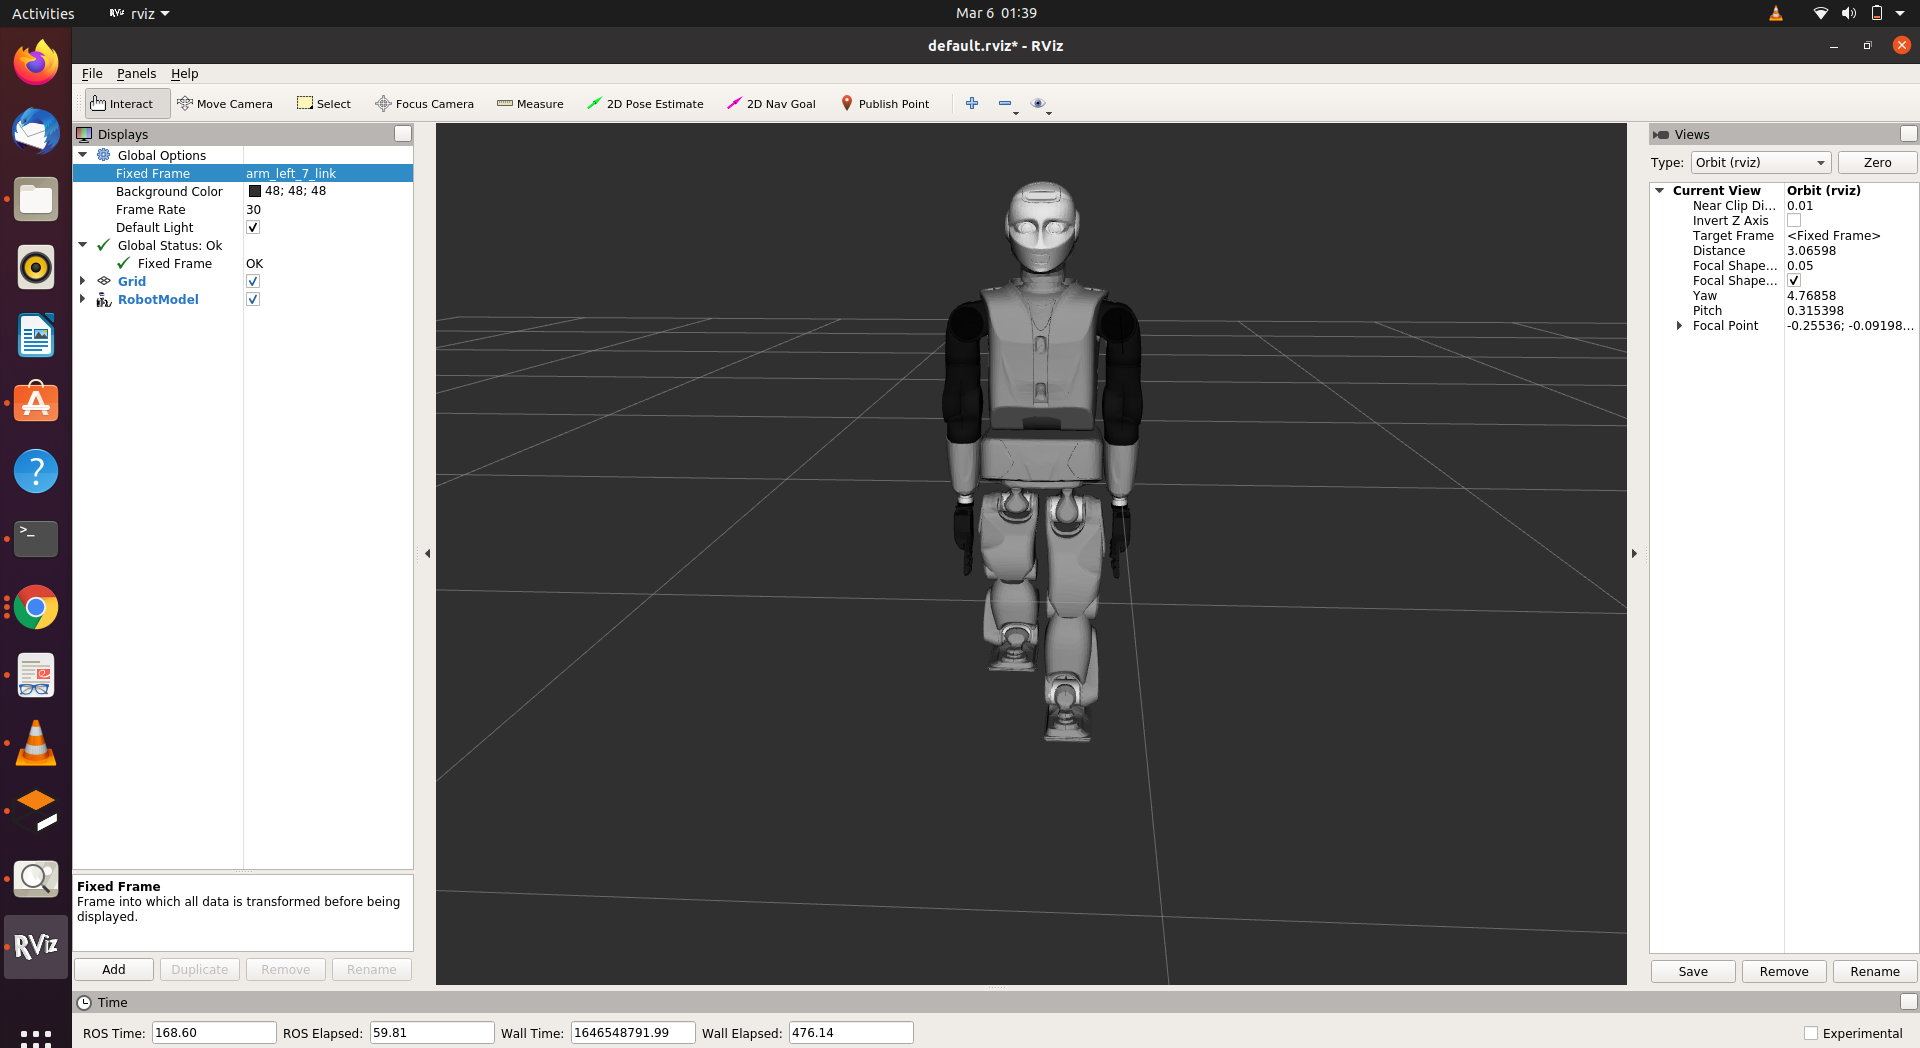 Activities
RViz rviz
Mar 6 01:39
default.rviz* - RViz
File Panels Help
Interact Move Camera Select Focus Camera Measure 2D Pose Estimate 2D Nav Goal Publish Point
Displays
Global Options
Fixed Frame arm_left_7_link
Background Color 48; 48; 48
Frame Rate 30
Default Light
Global Status: Ok
Fixed Frame OK
Grid
RobotModel
Fixed Frame
Frame into which all data is transformed before being
displayed.
Add Duplicate Remove Rename
Views
Type: Orbit (rviz) Zero
Current View Orbit (rviz)
Near Clip Di... 0.01
Invert Z Axis
Target Frame <Fixed Frame>
Distance 3.06598
Focal Shape... 0.05
Focal Shape...
Yaw 4.76858
Pitch 0.315398
Focal Point -0.25536; -0.09198...
Save Remove Rename
RViz
Time
ROS Time: 168.60 ROS Elapsed: 59.81 Wall Time: 1646548791.99 Wall Elapsed: 476.14 Experimental